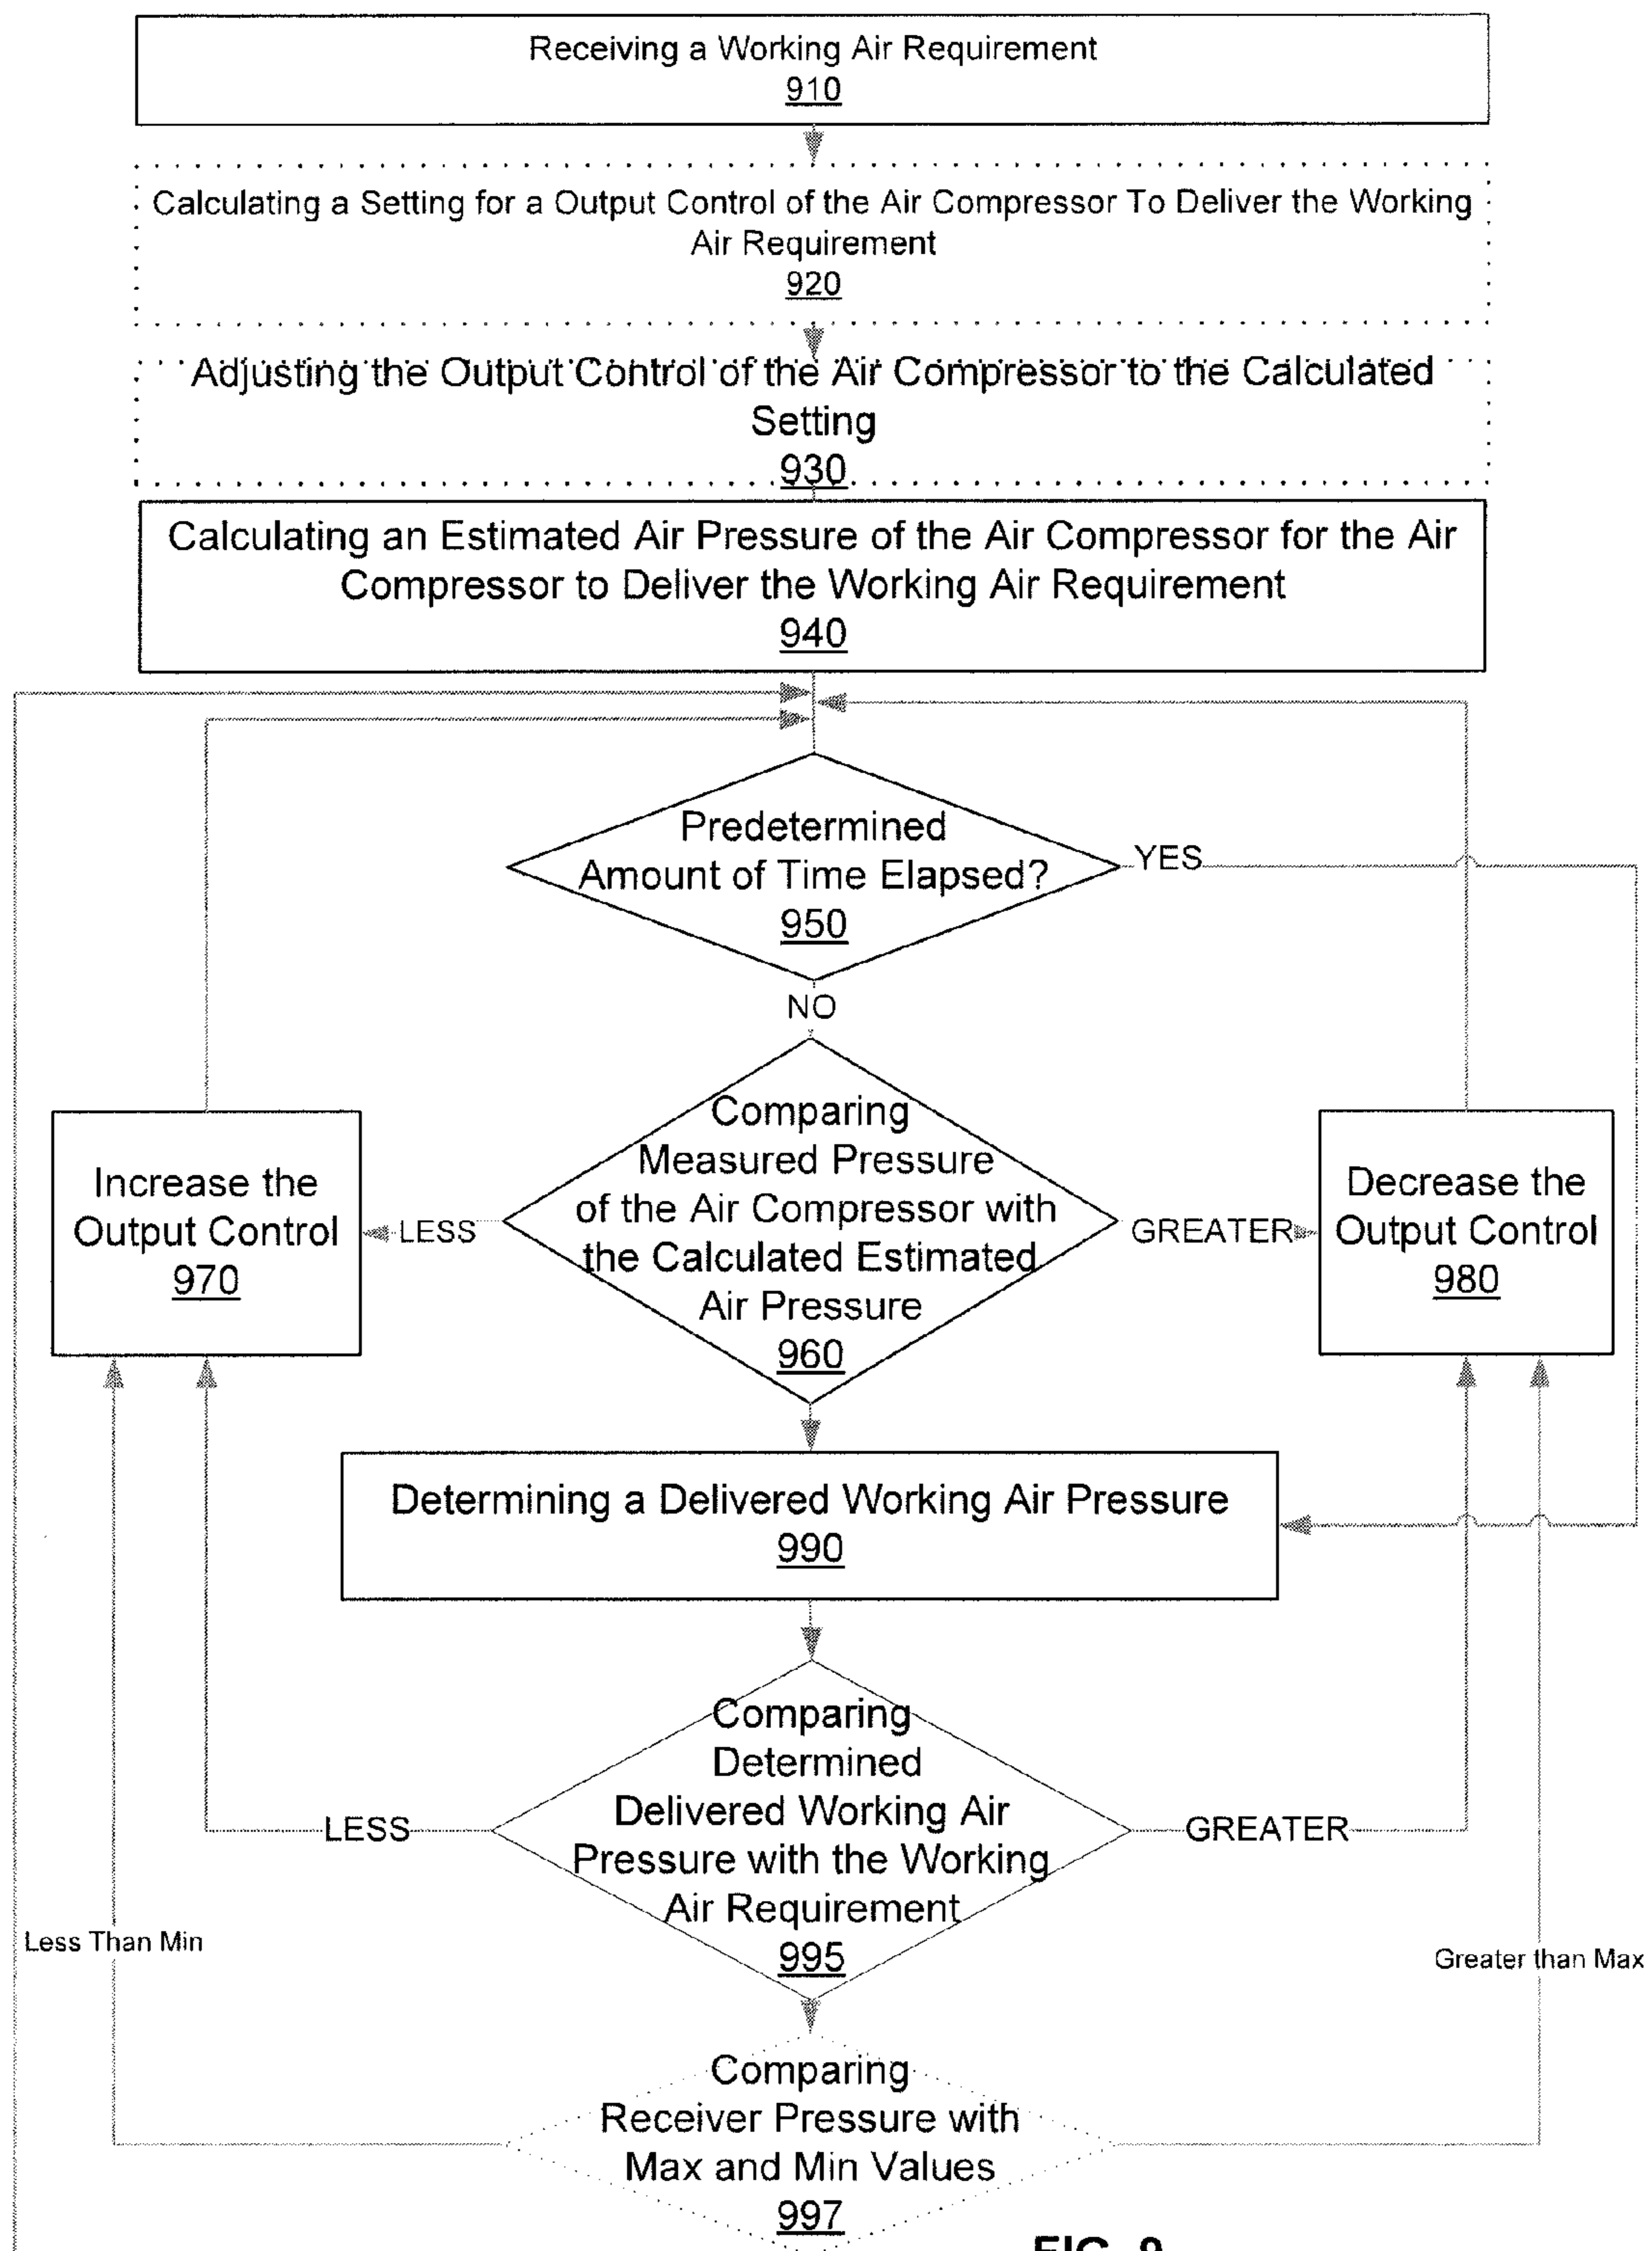 Receiving a Working Air Requirement
910
Calculating a Setting for a Output Control of the Air Compressor To Deliver the Working
Air Requirement
920
Adjusting the Output Control of the Air Compressor to the Calculated
Setting
930
Calculating an Estimated Air Pressure of the Air Compressor for the Air
Compressor to Deliver the Working Air Requirement
940
Predetermined
Amount of Time Elapsed?
950
YES
NO
Comparing
Measured Pressure
of the Air Compressor with
the Calculated Estimated
Air Pressure
960
LESS
GREATER
Increase the
Output Control
970
Decrease the
Output Control
980
Determining a Delivered Working Air Pressure
990
Comparing
Determined
Delivered Working Air
Pressure with the Working
Air Requirement
995
LESS
GREATER
Less Than Min
Greater than Max
Comparing
Receiver Pressure with
Max and Min Values
997
FIG. 9